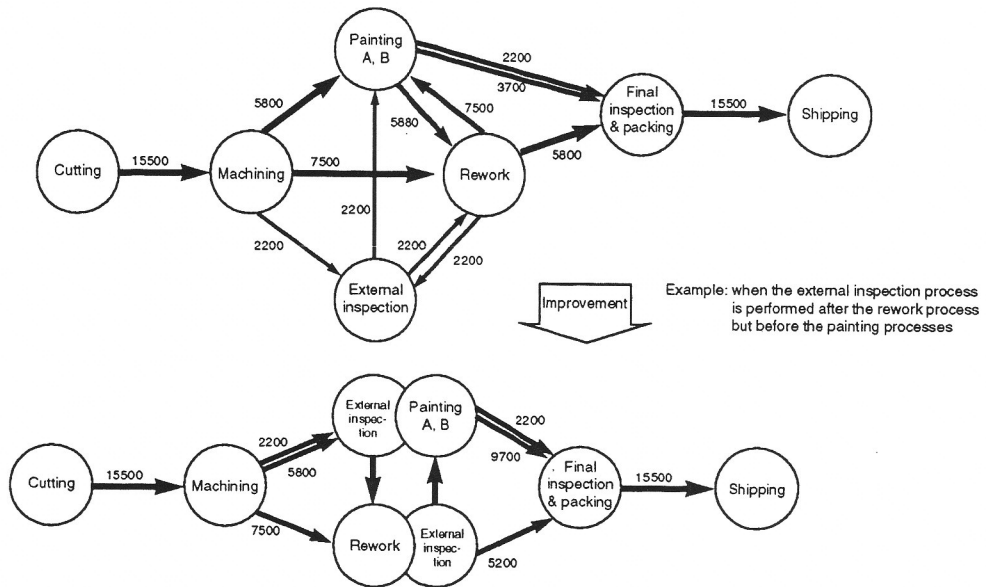 Painting
A, B
2200
3700
5800
7500
5880
Final
inspection
& packing
15500
Shipping
5800
Cutting
15500
Machining
7500
Rework
2200
2200
2200
2200
External
inspection
Improvement
Example: when the external inspection process
is performed after the rework process
but before the painting processes
External
inspec-
tion
Painting
A, B
2200
9700
2200
5800
Cutting
15500
Machining
Final
inspection
& packing
15500
Shipping
7500
Rework
External
inspec-
tion
5200